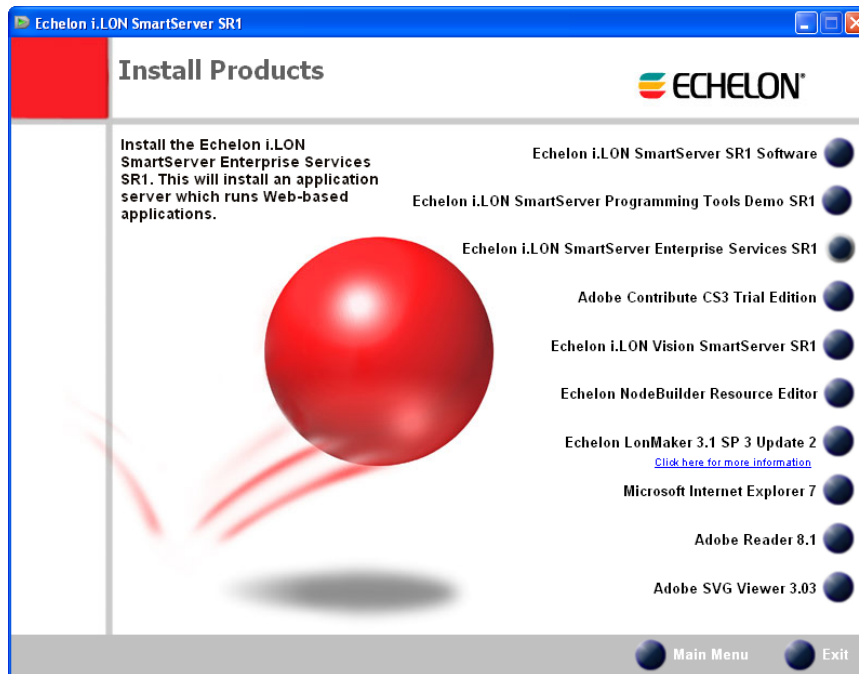 Echelon i.LON SmartServer SR1
Install Products
ECHELON®
Install the Echelon i.LON
SmartServer Enterprise Services
SR1. This will install an application
server which runs Web-based
applications.
Echelon i.LON SmartServer SR1 Software
Echelon i.LON SmartServer Programming Tools Demo SR1
Echelon i.LON SmartServer Enterprise Services SR1
Adobe Contribute CS3 Trial Edition
Echelon i.LON Vision SmartServer SR1
Echelon NodeBuilder Resource Editor
Echelon LonMaker 3.1 SP 3 Update 2
Click here for more information
Microsoft Internet Explorer 7
Adobe Reader 8.1
Adobe SVG Viewer 3.03
Main Menu
Exit